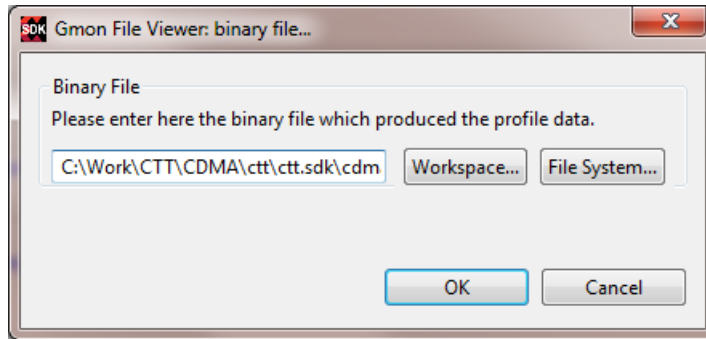 SDK Gmon File Viewer: binary file...
Binary File
Please enter here the binary file which produced the profile data.
C:\Work\CTT\CDMA\ctt\ctt.sdk\cdm Workspace... File System...
OK Cancel